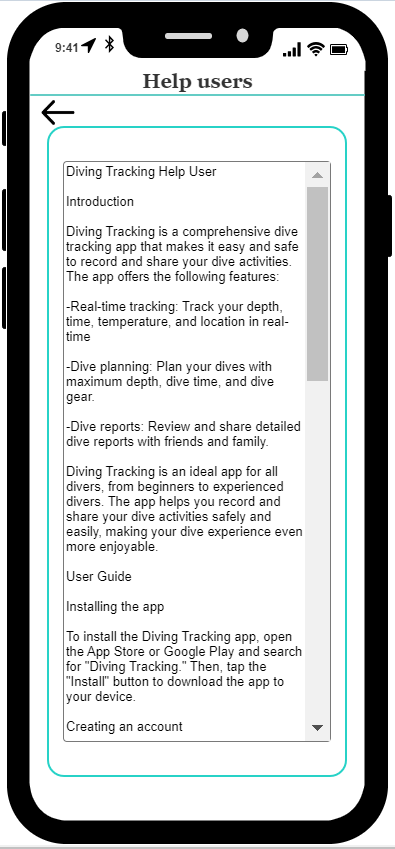 9:41
Help users
Diving Tracking Help User
Introduction
Diving Tracking is a comprehensive dive
tracking app that makes it easy and safe
to record and share your dive activities.
The app offers the following features:
-Real-time tracking: Track your depth,
time, temperature, and location in real-
time
-Dive planning: Plan your dives with
maximum depth, dive time, and dive
gear.
-Dive reports: Review and share detailed
dive reports with friends and family.
Diving Tracking is an ideal app for all
divers, from beginners to experienced
divers. The app helps you record and
share your dive activities safely and
easily, making your dive experience even
more enjoyable.
User Guide
Installing the app
To install the Diving Tracking app, open
the App Store or Google Play and search
for "Diving Tracking." Then, tap the
"Install" button to download the app to
your device.
Creating an account